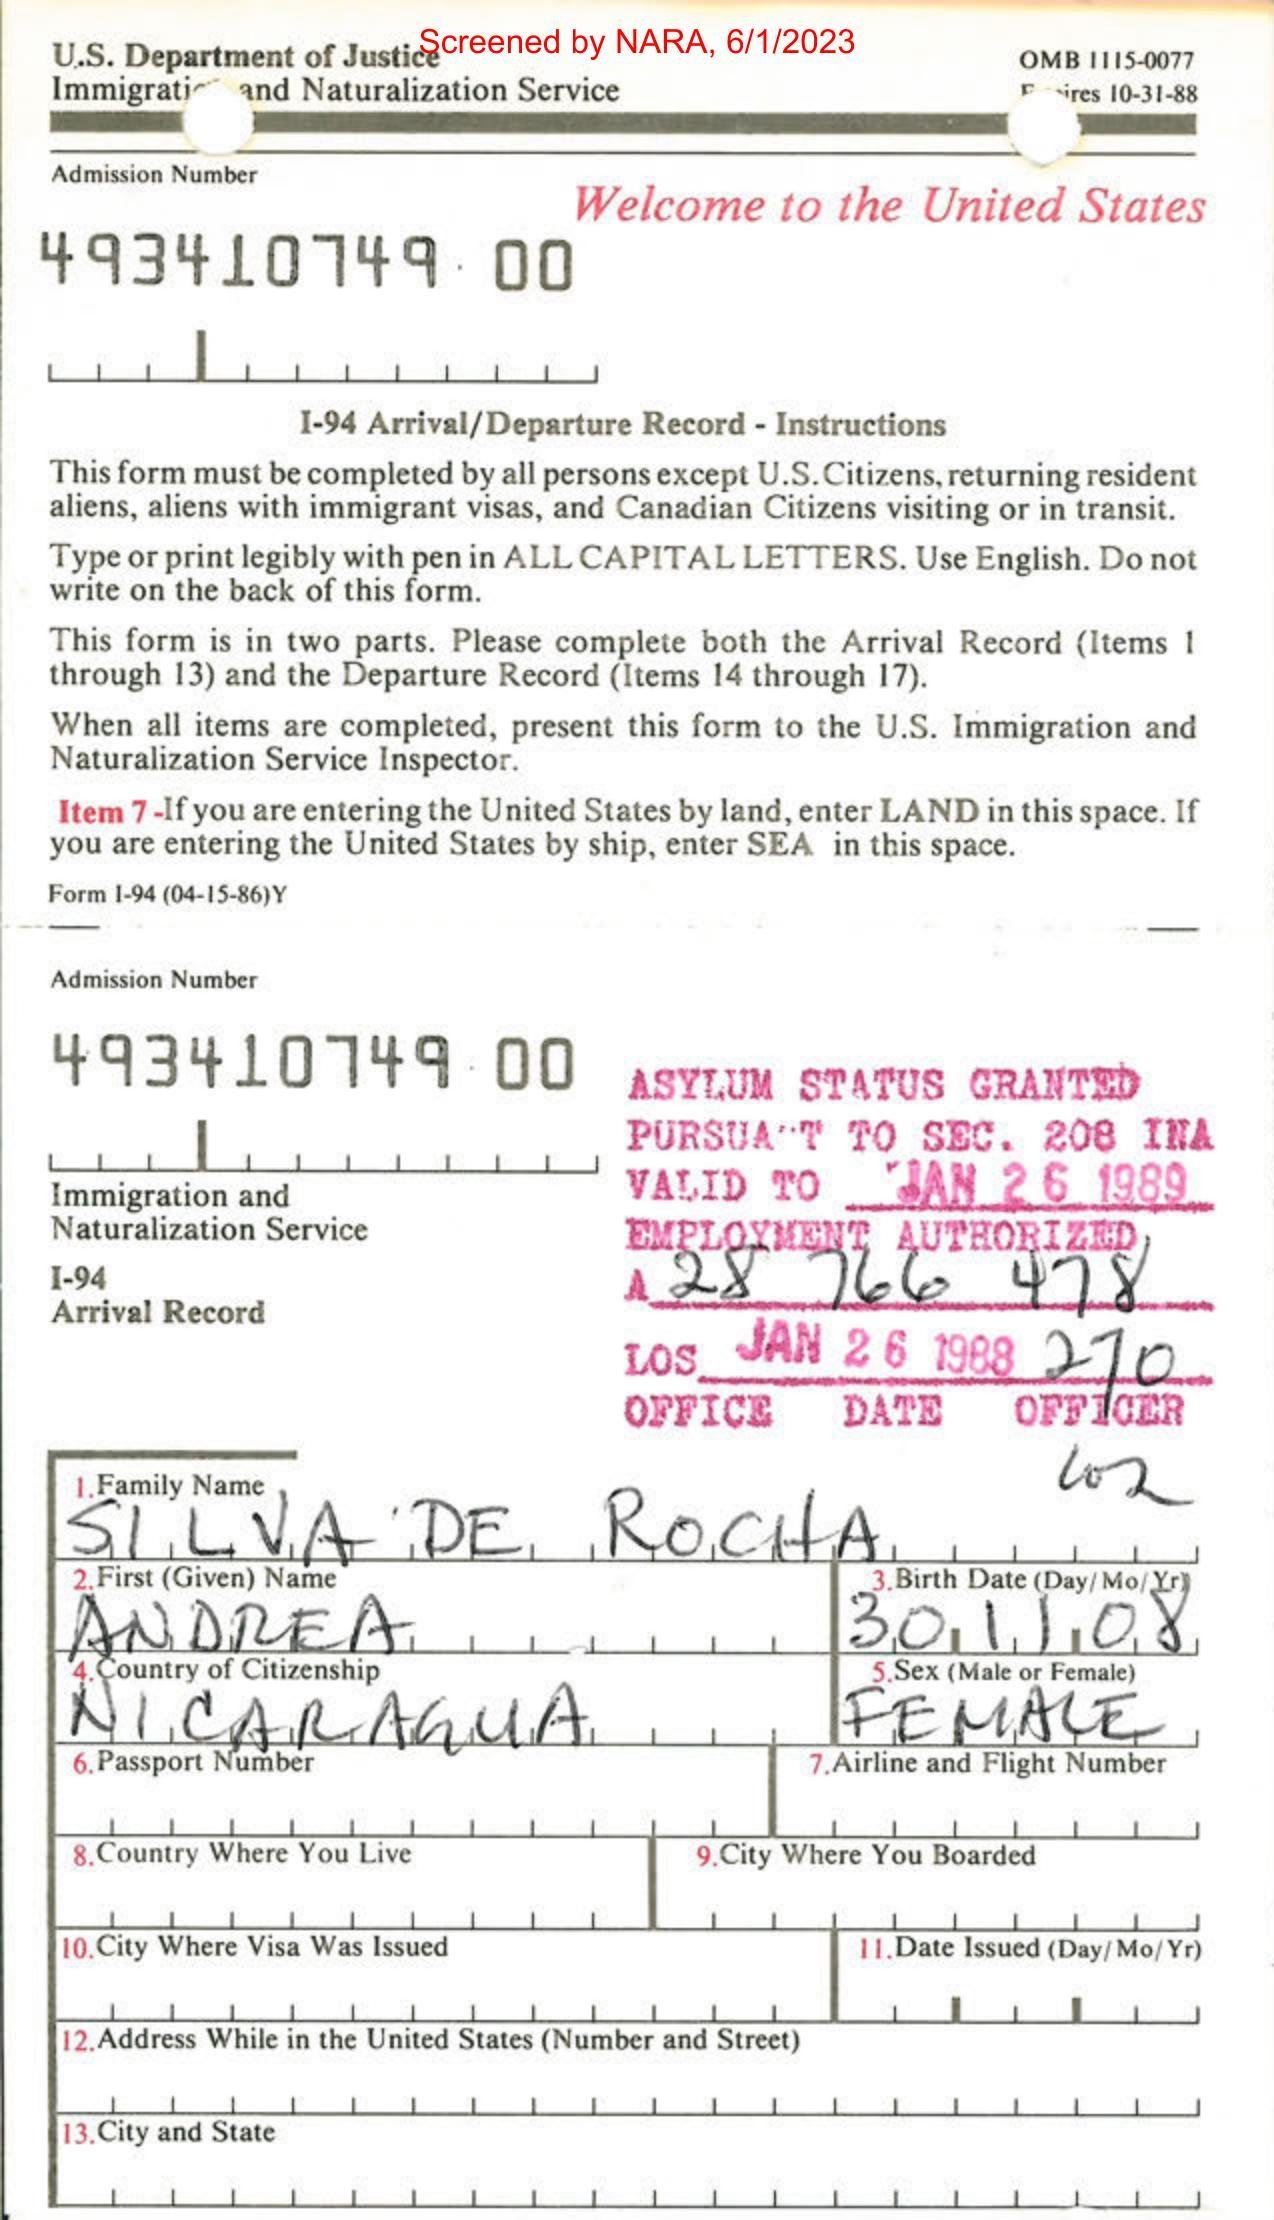 Screened by NARA, 6/1/2023
U.S. Department of Justice
Immigration and Naturalization Service
OMB 1115-0077
Expires 10-31-88
Admission Number
Welcome to the United States
493410749 00
I-94 Arrival/Departure Record - Instructions
This form must be completed by all persons except U.S. Citizens, returning resident
aliens, aliens with immigrant visas, and Canadian Citizens visiting or in transit.
Type or print legibly with pen in ALL CAPITAL LETTERS. Use English. Do not
write on the back of this form.
This form is in two parts. Please complete both the Arrival Record (Items 1
through 13) and the Departure Record (Items 14 through 17).
When all items are completed, present this form to the U.S. Immigration and
Naturalization Service Inspector.
Item 7 -If you are entering the United States by land, enter LAND in this space. If
you are entering the United States by ship, enter SEA in this space.
Form I-94 (04-15-86)Y
Admission Number
493410749 00
Immigration and
Naturalization Service
I-94
Arrival Record
ASYLUM STATUS GRANTED
PURSUANT TO SEC. 208 INA
VALID TO JAN 26 1989
EMPLOYMENT AUTHORIZED
A 28 766 478
LOS JAN 26 1988 270
OFFICE DATE OFFICER
1.Family Name
SILVA DE ROCHA
2.First (Given) Name
ANDREA
3.Birth Date (Day/Mo/Yr)
30 11 08
4.Country of Citizenship
NICARAGUA
5.Sex (Male or Female)
FEMALE
6.Passport Number
7.Airline and Flight Number
8.Country Where You Live
9.City Where You Boarded
10.City Where Visa Was Issued
11.Date Issued (Day/Mo/Yr)
12.Address While in the United States (Number and Street)
13.City and State